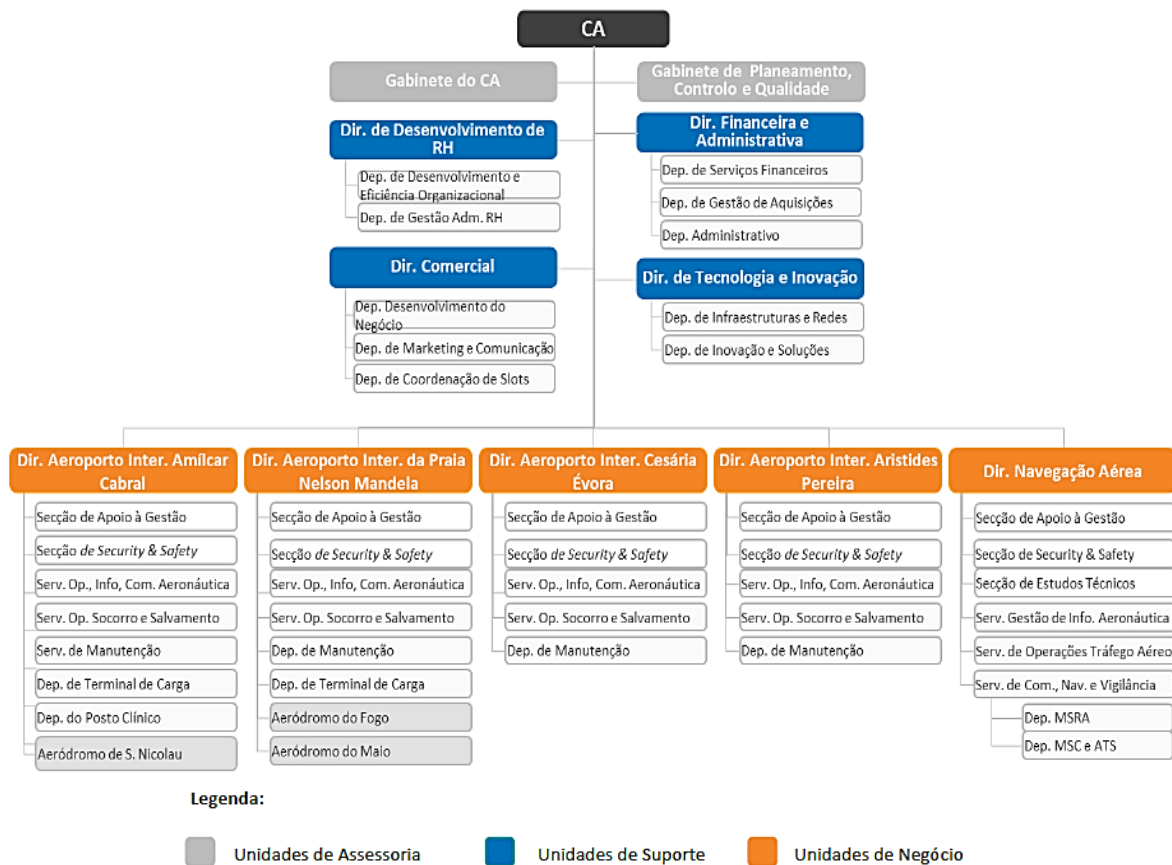 CA
Gabinete do CA
Gabinete de Planeamento,
Controlo e Qualidade
Dir. de Desenvolvimento de
RH
Dep. de Desenvolvimento e
Eficiência Organizacional
Dep. de Gestão Adm. RH
Dir. Financeira e
Administrativa
Dep. de Serviços Financeiros
Dep. de Gestão de Aquisições
Dep. Administrativo
Dir. Comercial
Dep. Desenvolvimento do
Negócio
Dep. de Marketing e Comunicação
Dep. de Coordenação de Slots
Dir. de Tecnologia e Inovação
Dep. de Infraestruturas e Redes
Dep. de Inovação e Soluções
Dir. Aeroporto Inter. Amílcar
Cabral
Secção de Apoio à Gestão
Secção de Security & Safety
Serv. Op., Info, Com. Aeronáutica
Serv. Op. Socorro e Salvamento
Serv. de Manutenção
Dep. de Terminal de Carga
Dep. do Posto Clínico
Aeródromo de S. Nicolau
Dir. Aeroporto Inter. da Praia
Nelson Mandela
Secção de Apoio à Gestão
Secção de Security & Safety
Serv. Op., Info, Com. Aeronáutica
Serv. Op. Socorro e Salvamento
Dep. de Manutenção
Dep. de Terminal de Carga
Aeródromo do Fogo
Aeródromo do Maio
Dir. Aeroporto Inter. Cesária
Évora
Secção de Apoio à Gestão
Secção de Security & Safety
Serv. Op., Info, Com. Aeronáutica
Serv. Op. Socorro e Salvamento
Dep. de Manutenção
Dir. Aeroporto Inter. Aristides
Pereira
Secção de Apoio à Gestão
Secção de Security & Safety
Serv. Op., Info, Com. Aeronáutica
Serv. Op. Socorro e Salvamento
Dep. de Manutenção
Dir. Navegação Aérea
Secção de Apoio à Gestão
Secção de Security & Safety
Secção de Estudos Técnicos
Serv. Gestão de Info. Aeronáutica
Serv. de Operações Tráfego Aéreo
Serv. de Com., Nav. e Vigilância
Dep. MSRA
Dep. MSC e ATS
Legenda:
Unidades de Assessoria
Unidades de Suporte
Unidades de Negócio